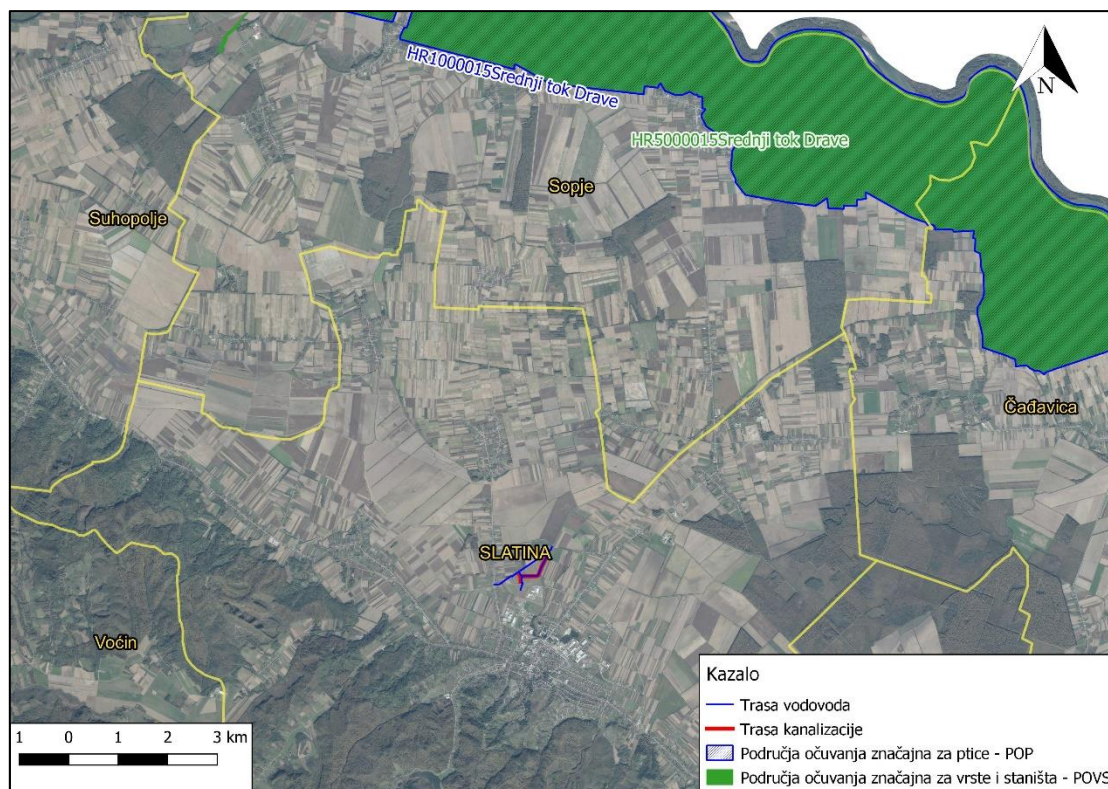 HR1000015Srednji tok Drave
N
HR5000015Srednji tok Drave
Sopje
Suhopolje
Čađavica
SLATINA
Voćin
Kazalo
Trasa vodovoda
Trasa kanalizacije
Područja očuvanja značajna za ptice - POP
Područja očuvanja značajna za vrste i staništa - POVS
1 0 1 2 3 km